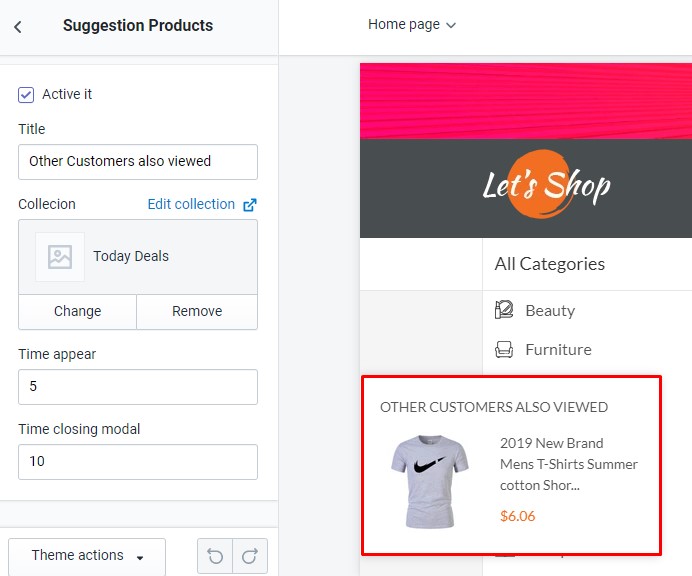 Suggestion Products
Home page
Active it
Title
Other Customers also viewed
Collecion
Edit collection
Today Deals
Change
Remove
Time appear
5
Time closing modal
10
Theme actions
Let's Shop
All Categories
Beauty
Furniture
OTHER CUSTOMERS ALSO VIEWED
2019 New Brand
Mens T-Shirts Summer
cotton Shor...
$6.06